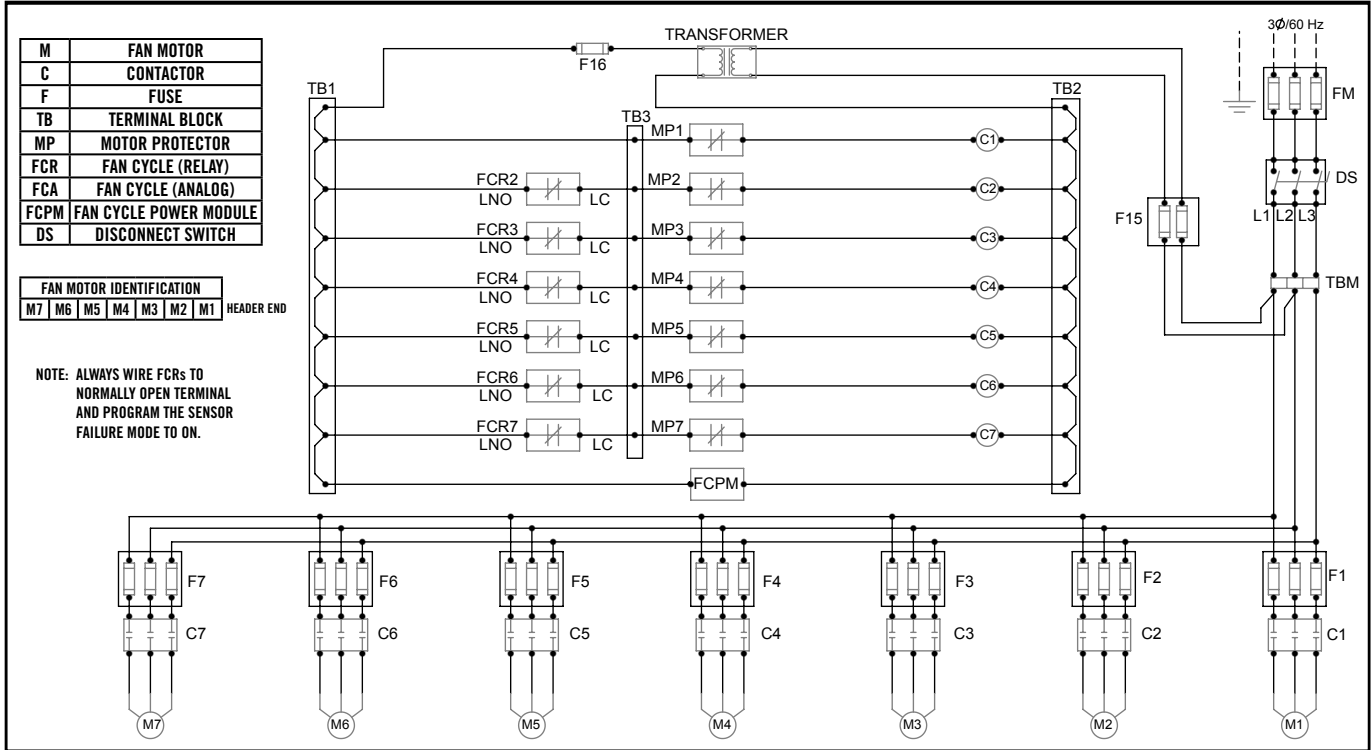 M FAN MOTOR
C CONTACTOR
F FUSE
TB TERMINAL BLOCK
MP MOTOR PROTECTOR
FCR FAN CYCLE (RELAY)
FCA FAN CYCLE (ANALOG)
FCPM FAN CYCLE POWER MODULE
DS DISCONNECT SWITCH
FAN MOTOR IDENTIFICATION
M7 M6 M5 M4 M3 M2 M1 HEADER END
NOTE: ALWAYS WIRE FCRs TO
NORMALLY OPEN TERMINAL
AND PROGRAM THE SENSOR
FAILURE MODE TO ON.
TRANSFORMER
F16
3Ø/60 Hz
FM
DS
L1 L2 L3
F15
TBM
TB1
TB2
TB3
MP1 C1
FCR2 MP2 C2
LNO LC
FCR3 MP3 C3
LNO LC
FCR4 MP4 C4
LNO LC
FCR5 MP5 C5
LNO LC
FCR6 MP6 C6
LNO LC
FCR7 MP7 C7
LNO LC
FCPM
F7 F6 F5 F4 F3 F2 F1
C7 C6 C5 C4 C3 C2 C1
M7 M6 M5 M4 M3 M2 M1